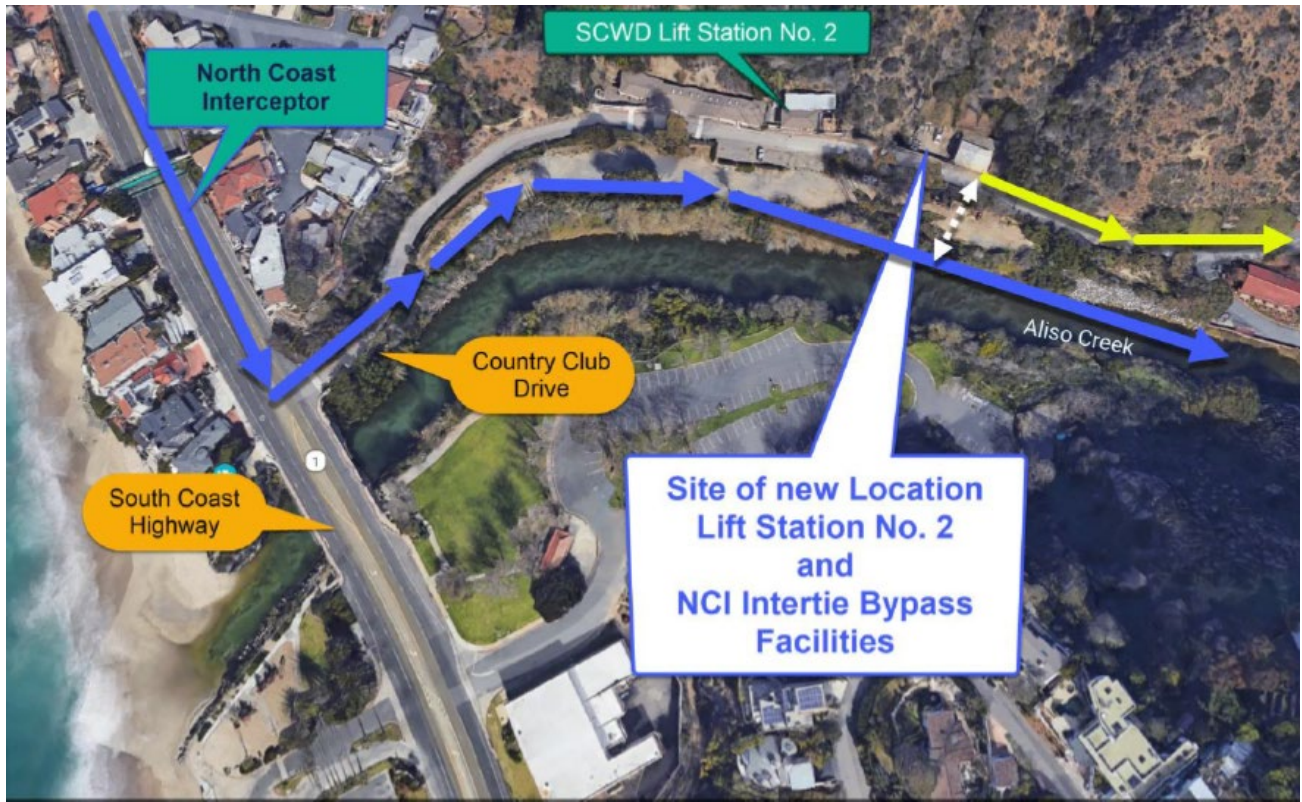 SCWD Lift Station No. 2
North Coast
Interceptor
Aliso Creek
Country Club
Drive
1
South Coast
Highway
Site of new Location
Lift Station No. 2
and
NCI Intertie Bypass
Facilities